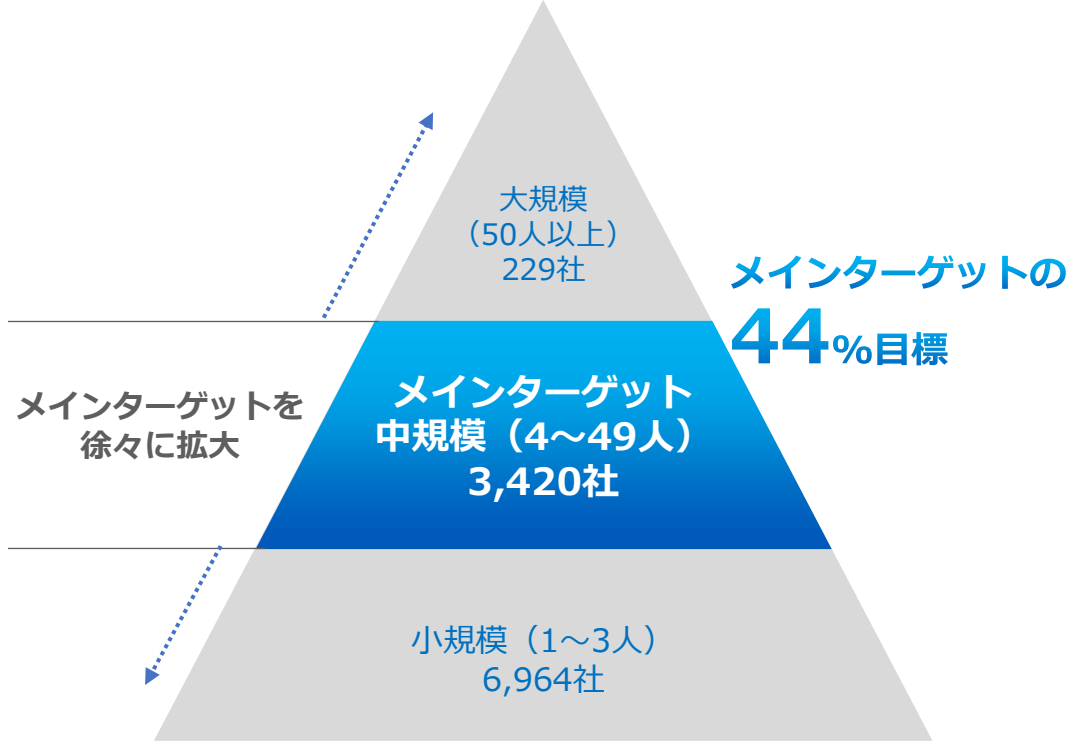 大規模
（50人以上）
229社
メインターゲットの
44%目標
メインターゲットを
徐々に拡大
メインターゲット
中規模（4～49人）
3,420社
小規模（1～3人）
6,964社